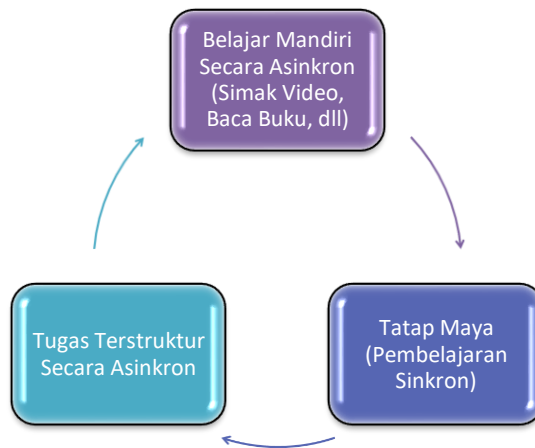 Belajar Mandiri
Secara Asinkron
(Simak Video,
Baca Buku, dll)
Tugas Terstruktur
Secara Asinkron
Tatap Maya
(Pembelajaran
Sinkron)